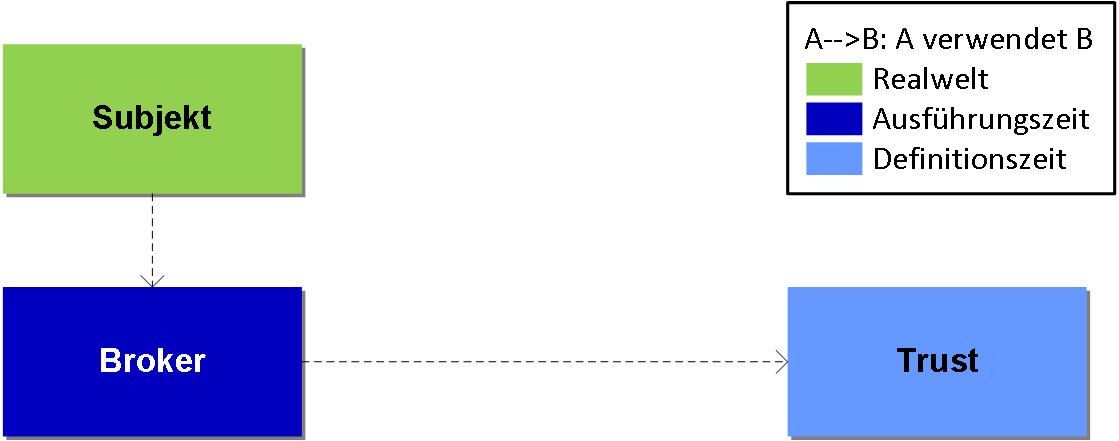 A-->B: A verwendet B
Realwelt
Ausführungszeit
Definitionszeit
Subjekt
Broker
Trust